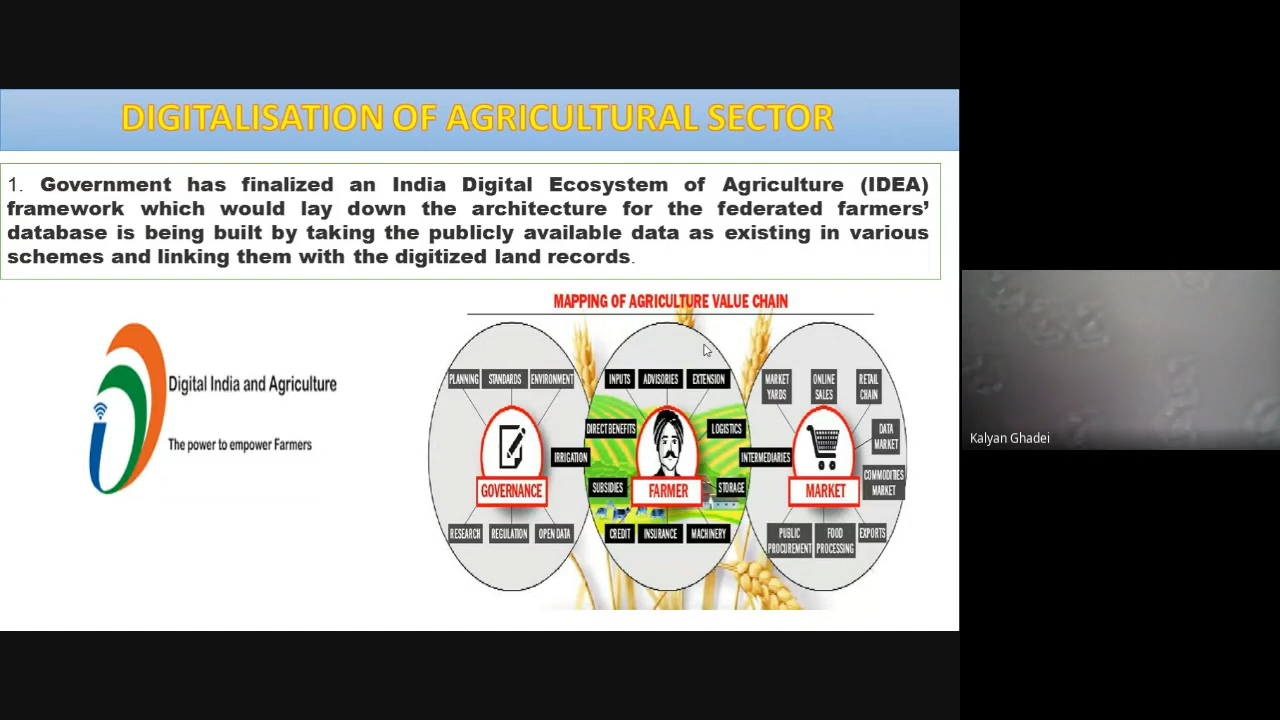 DIGITALISATION OF AGRICULTURAL SECTOR
1. Government has finalized an India Digital Ecosystem of Agriculture (IDEA)
framework which would lay down the architecture for the federated farmers’
database is being built by taking the publicly available data as existing in various
schemes and linking them with the digitized land records.
Digital India and Agriculture
The power to empower Farmers
MAPPING OF AGRICULTURE VALUE CHAIN
PLANNING
STANDARDS
ENVIRONMENT
IRRIGATION
GOVERNANCE
RESEARCH
REGULATION
OPEN DATA
INPUTS
ADVISORIES
EXTENSION
DIRECT BENEFITS
LOGISTICS
SUBSIDIES
FARMER
STORAGE
CREDIT
INSURANCE
MACHINERY
MARKET
YARDS
ONLINE
SALES
RETAIL
CHAIN
DATA
MARKET
INTERMEDIARIES
COMMODITIES
MARKET
MARKET
PUBLIC
PROCUREMENT
FOOD
PROCESSING
EXPORTS
Kalyan Ghadei